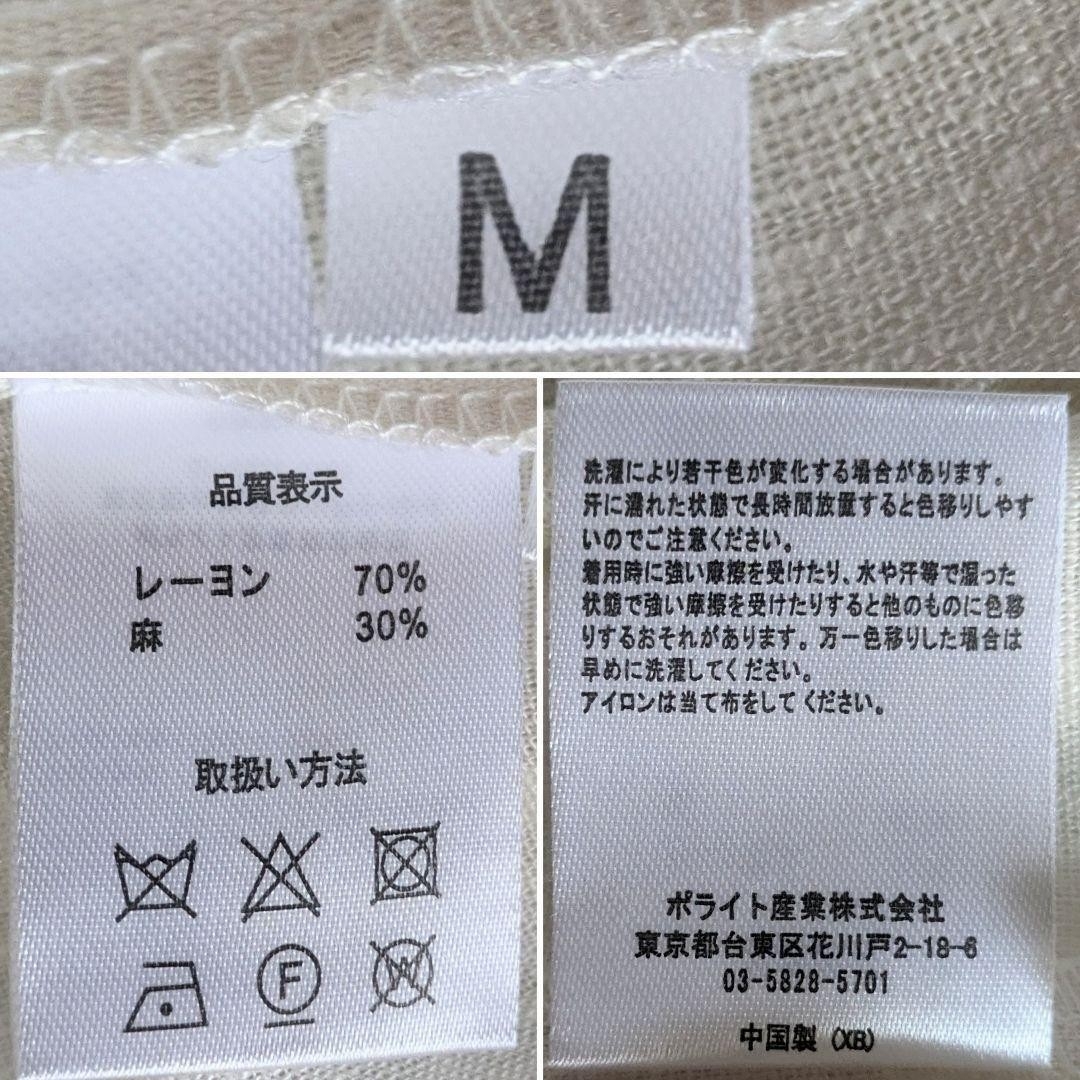 M
品質表示
レーヨン 70%
麻 30%
取扱い方法
F
W
洗濯により若干色が変化する場合があります。
汗に濡れた状態で長時間放置すると色移りしやす
いのでご注意ください。
着用時に強い摩擦を受けたり、水や汗等で湿った
状態で強い摩擦を受けたりすると他のものに色移
りするおそれがあります。万一色移りした場合は
早めに洗濯してください。
アイロンは当て布をしてください。
ポライト産業株式会社
東京都台東区花川戸2-18-6
03-5828-5701
中国製 (XB)